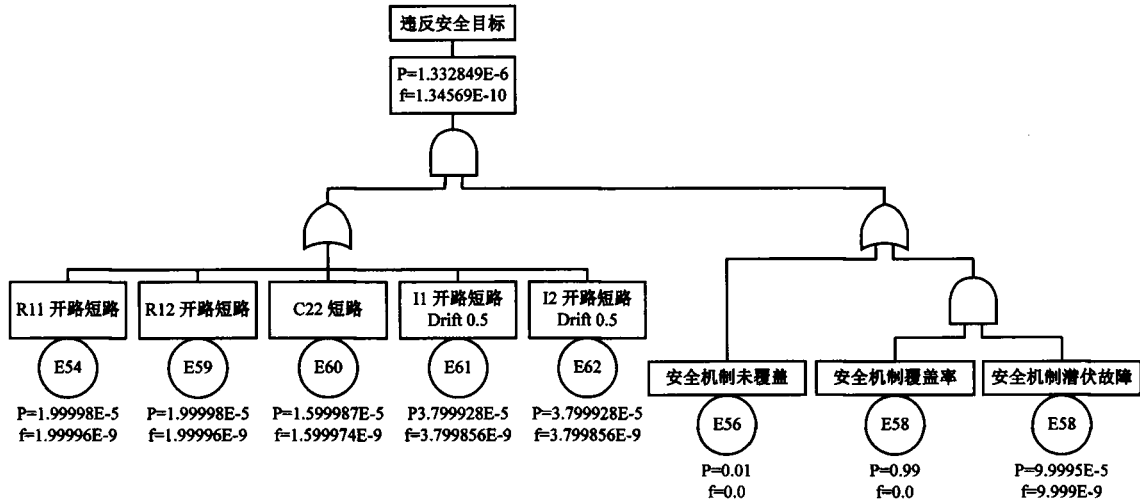 违反安全目标
P=1.332849E-6
f=1.34569E-10
R11 开路短路
R12 开路短路
C22 短路
I1 开路短路
Drift 0.5
I2 开路短路
Drift 0.5
E54
E59
E60
E61
E62
P=1.99998E-5
f=1.99996E-9
P=1.99998E-5
f=1.99996E-9
P=1.599987E-5
f=1.599974E-9
P3.799928E-5
f=3.799856E-9
P=3.799928E-5
f=3.799856E-9
安全机制未覆盖
安全机制覆盖率
安全机制潜伏故障
E56
E58
E58
P=0.01
f=0.0
P=0.99
f=0.0
P=9.9995E-5
f=9.999E-9